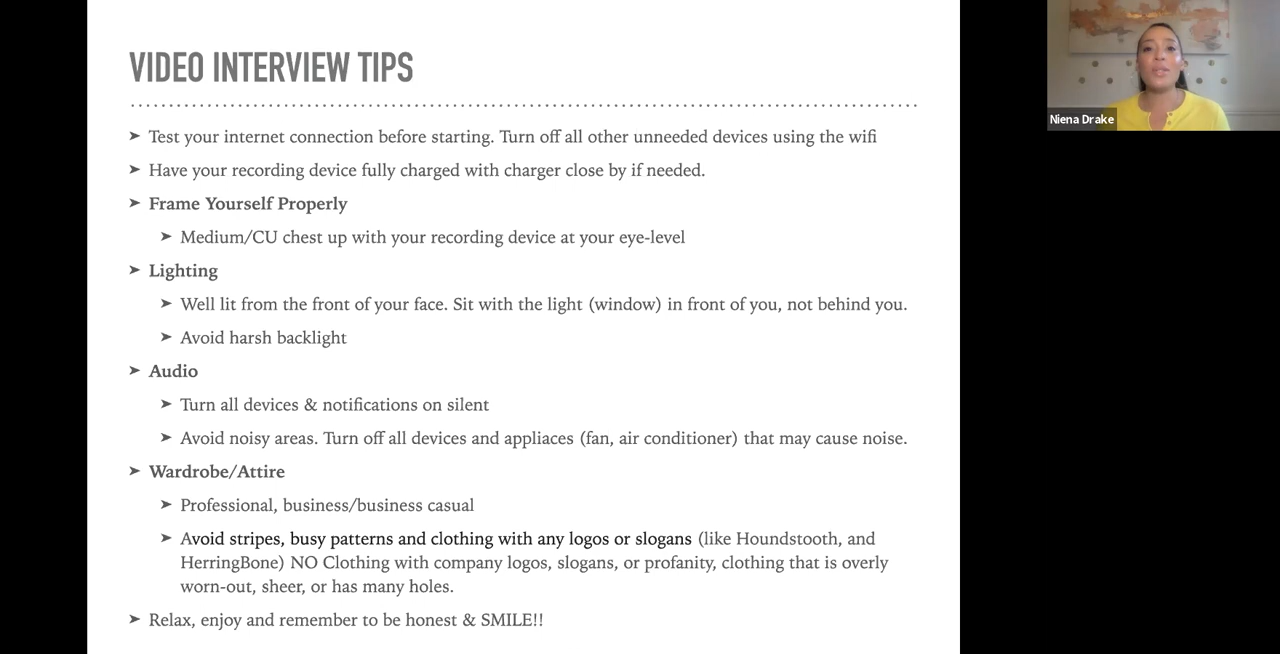 VIDEO INTERVIEW TIPS
➤ Test your internet connection before starting. Turn off all other unneeded devices using the wifi
➤ Have your recording device fully charged with charger close by if needed.
➤ Frame Yourself Properly
➤ Medium/CU chest up with your recording device at your eye-level
➤ Lighting
➤ Well lit from the front of your face. Sit with the light (window) in front of you, not behind you.
➤ Avoid harsh backlight
➤ Audio
➤ Turn all devices & notifications on silent
➤ Avoid noisy areas. Turn off all devices and appliaces (fan, air conditioner) that may cause noise.
➤ Wardrobe/Attire
➤ Professional, business/business casual
➤ Avoid stripes, busy patterns and clothing with any logos or slogans (like Houndstooth, and
HerringBone) NO Clothing with company logos, slogans, or profanity, clothing that is overly
worn-out, sheer, or has many holes.
➤ Relax, enjoy and remember to be honest & SMILE!!
Niena Drake